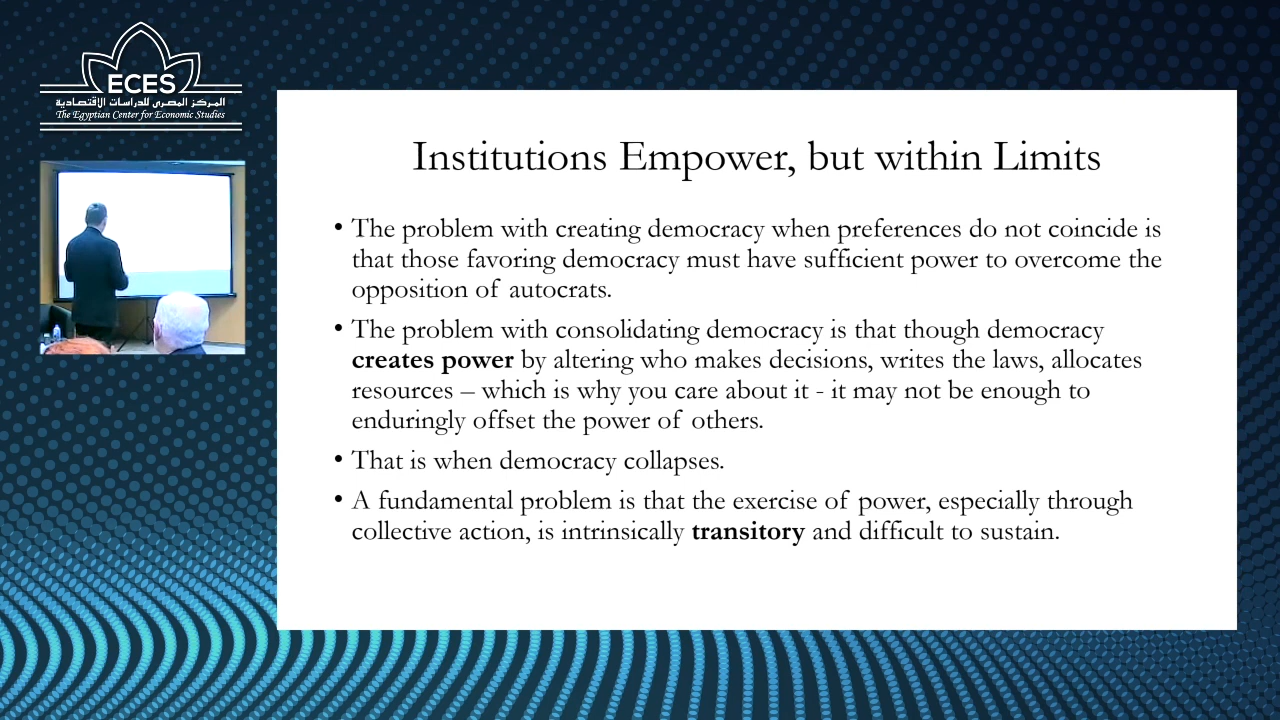 ECES
المركز المصرى للدراسات الاقتصادية
The Egyptian Center for Economic Studies
Institutions Empower, but within Limits
• The problem with creating democracy when preferences do not coincide is
that those favoring democracy must have sufficient power to overcome the
opposition of autocrats.
• The problem with consolidating democracy is that though democracy
creates power by altering who makes decisions, writes the laws, allocates
resources – which is why you care about it - it may not be enough to
enduringly offset the power of others.
• That is when democracy collapses.
• A fundamental problem is that the exercise of power, especially through
collective action, is intrinsically transitory and difficult to sustain.